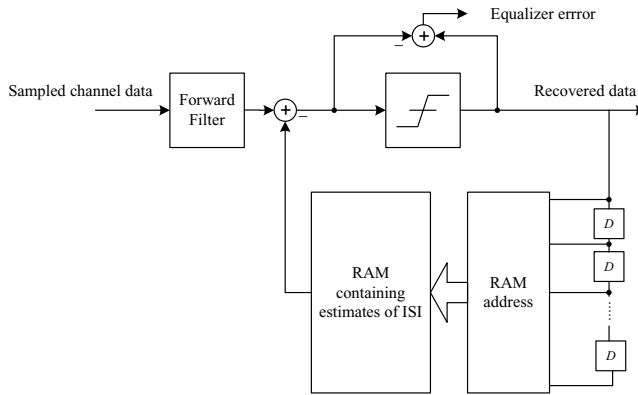 Equalizer errror
Sampled channel data
Forward
Filter
Recovered data
RAM
containing
estimates of ISI
RAM
address
D
D
D